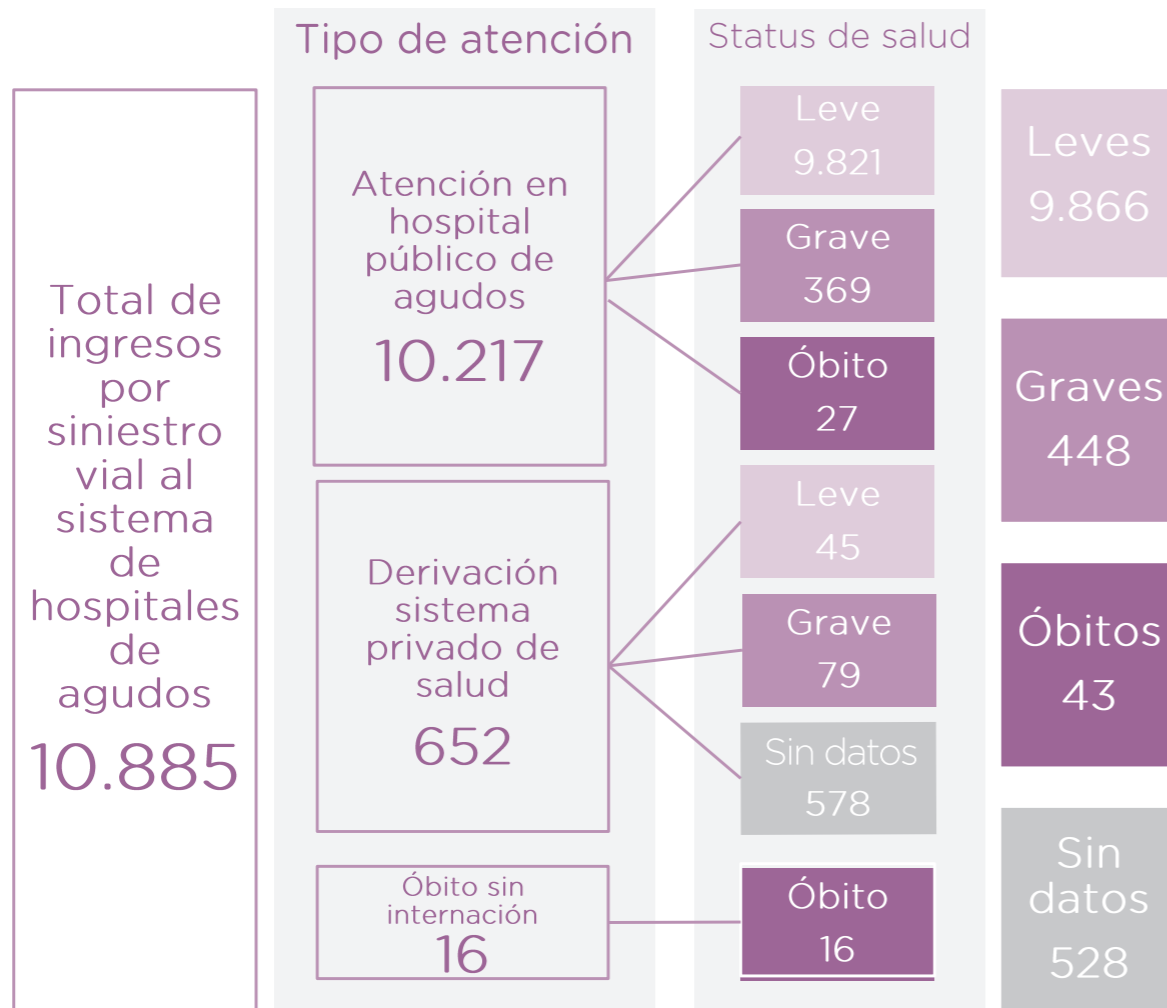 Tipo de atención
Status de salud
Total de
ingresos
por
siniestro
vial al
sistema
de
hospitales
de
agudos
10.885
Atención en
hospital
público de
agudos
10.217
Leve
9.821
Grave
369
Óbito
27
Derivación
sistema
privado de
salud
652
Leve
45
Grave
79
Sin datos
578
Óbito sin
internación
16
Óbito
16
Leves
9.866
Graves
448
Óbitos
43
Sin
datos
528